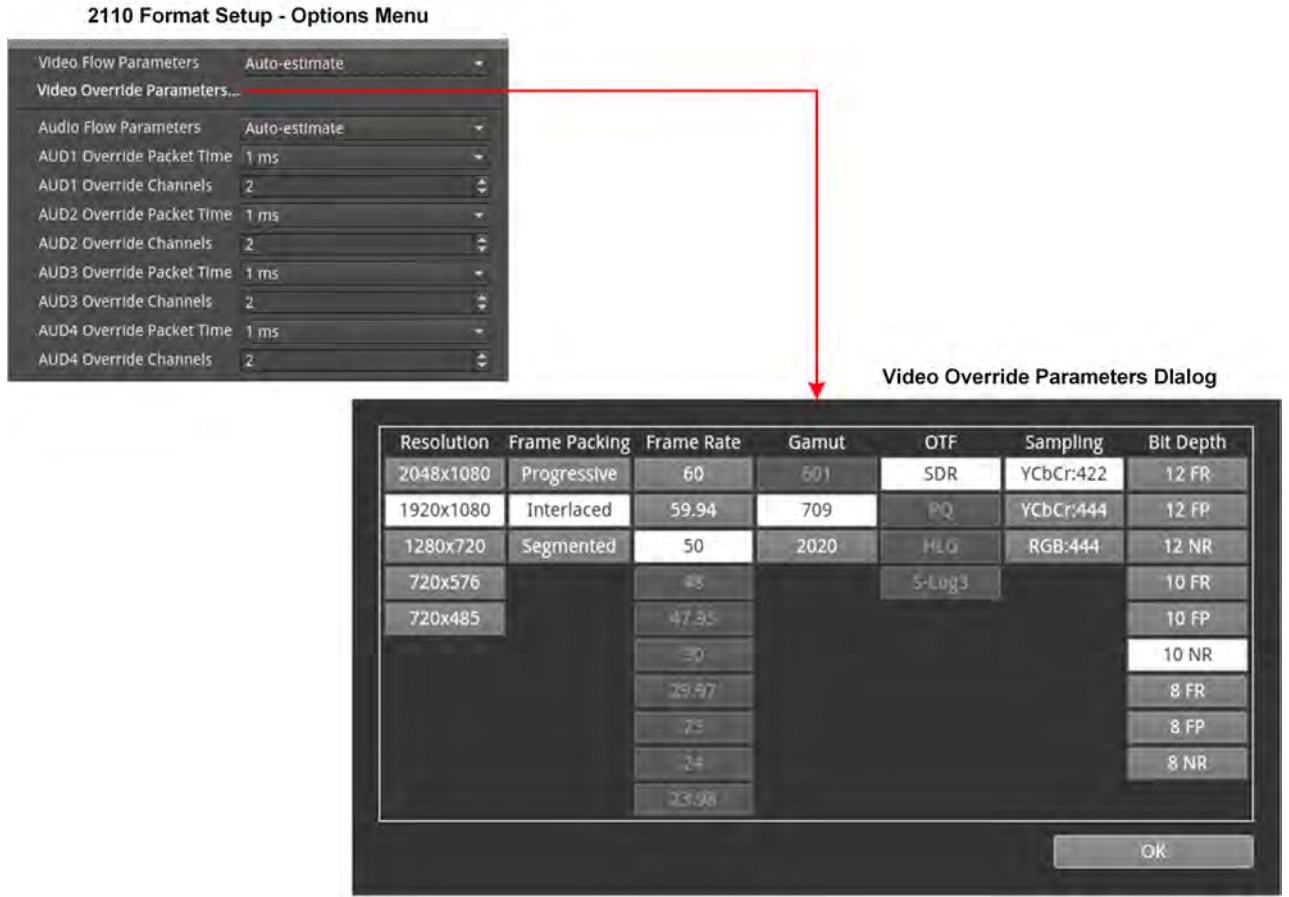 2110 Format Setup - Options Menu
Video Flow Parameters Auto-estimate
Video Override Parameters...
Audio Flow Parameters Auto-estimate
AUD1 Override Packet Time 1 ms
AUD1 Override Channels 2
AUD2 Override Packet Time 1 ms
AUD2 Override Channels 2
AUD3 Override Packet Time 1 ms
AUD3 Override Channels 2
AUD4 Override Packet Time 1 ms
AUD4 Override Channels 2
Video Override Parameters DIalog
Resolution Frame Packing Frame Rate Gamut OTF Sampling Bit Depth
2048x1080 Progressive 60 601 SDR YCbCr:422 12 FR
1920x1080 Interlaced 59.94 709 PQ YCbCr:444 12 FP
1280x720 Segmented 50 2020 HLG RGB:444 12 NR
720x576 48 S-Log3 10 FR
720x485 47.95 10 FP
30 10 NR
29.97 8 FR
25 8 FP
24 8 NR
23.98
OK